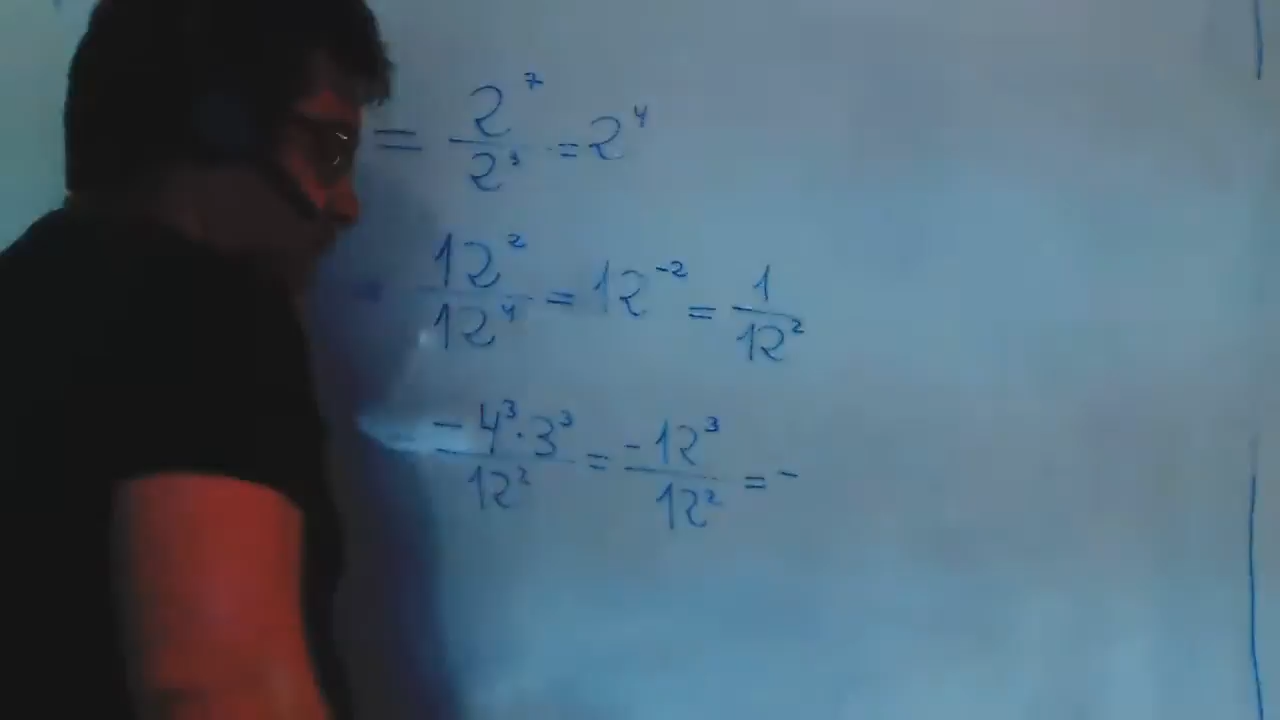 = 2⁷/2³ = 2⁴
= 12²/12⁴ = 12⁻² = 1/12²
= -4³·3³/12² = -12³/12² = -